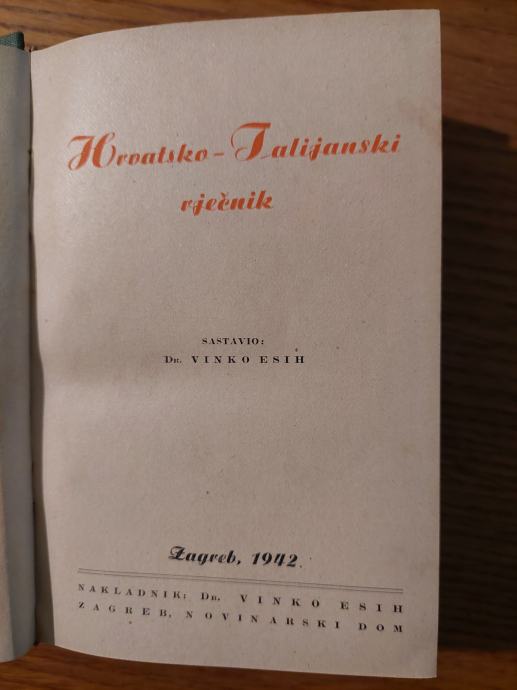 Hrvatsko-Talijanski
rječnik
SASTAVIO:
DR. VINKO ESIH
Zagreb, 1942.
NAKLADNIK: DR. VINKO ESIH
ZAGREB, NOVINARSKI DOM